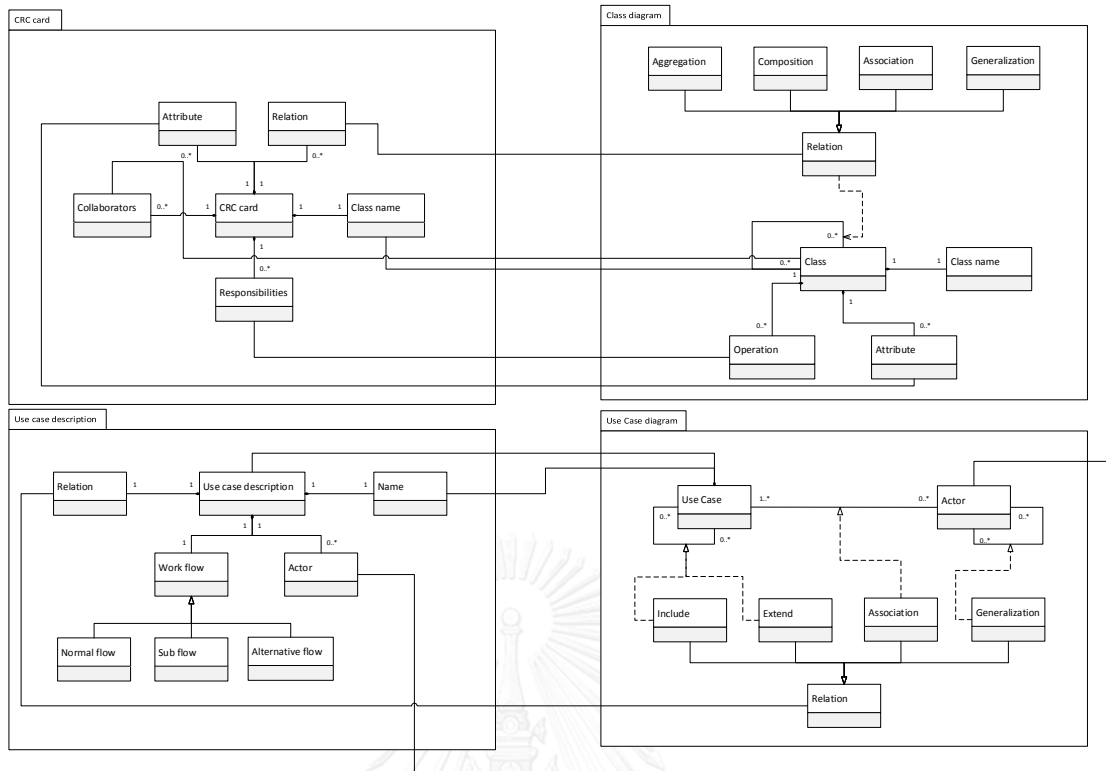 CRC card
Attribute
Relation
0..*
0..*
1
1
Collaborators
0..*
1
CRC card
1
1
Class name
1
0..*
Responsibilities
Class diagram
Aggregation
Composition
Association
Generalization
Relation
0..*
0..*
Class
1
1
Class name
1
1
0..*
0..*
Operation
Attribute
Use case description
Relation
1
1
Use case description
1
1
Name
1
1
1
0..*
Work flow
Actor
Normal flow
Sub flow
Alternative flow
Use Case diagram
Use Case
1..*
0..*
Actor
0..*
0..*
0..*
0..*
Include
Extend
Association
Generalization
Relation